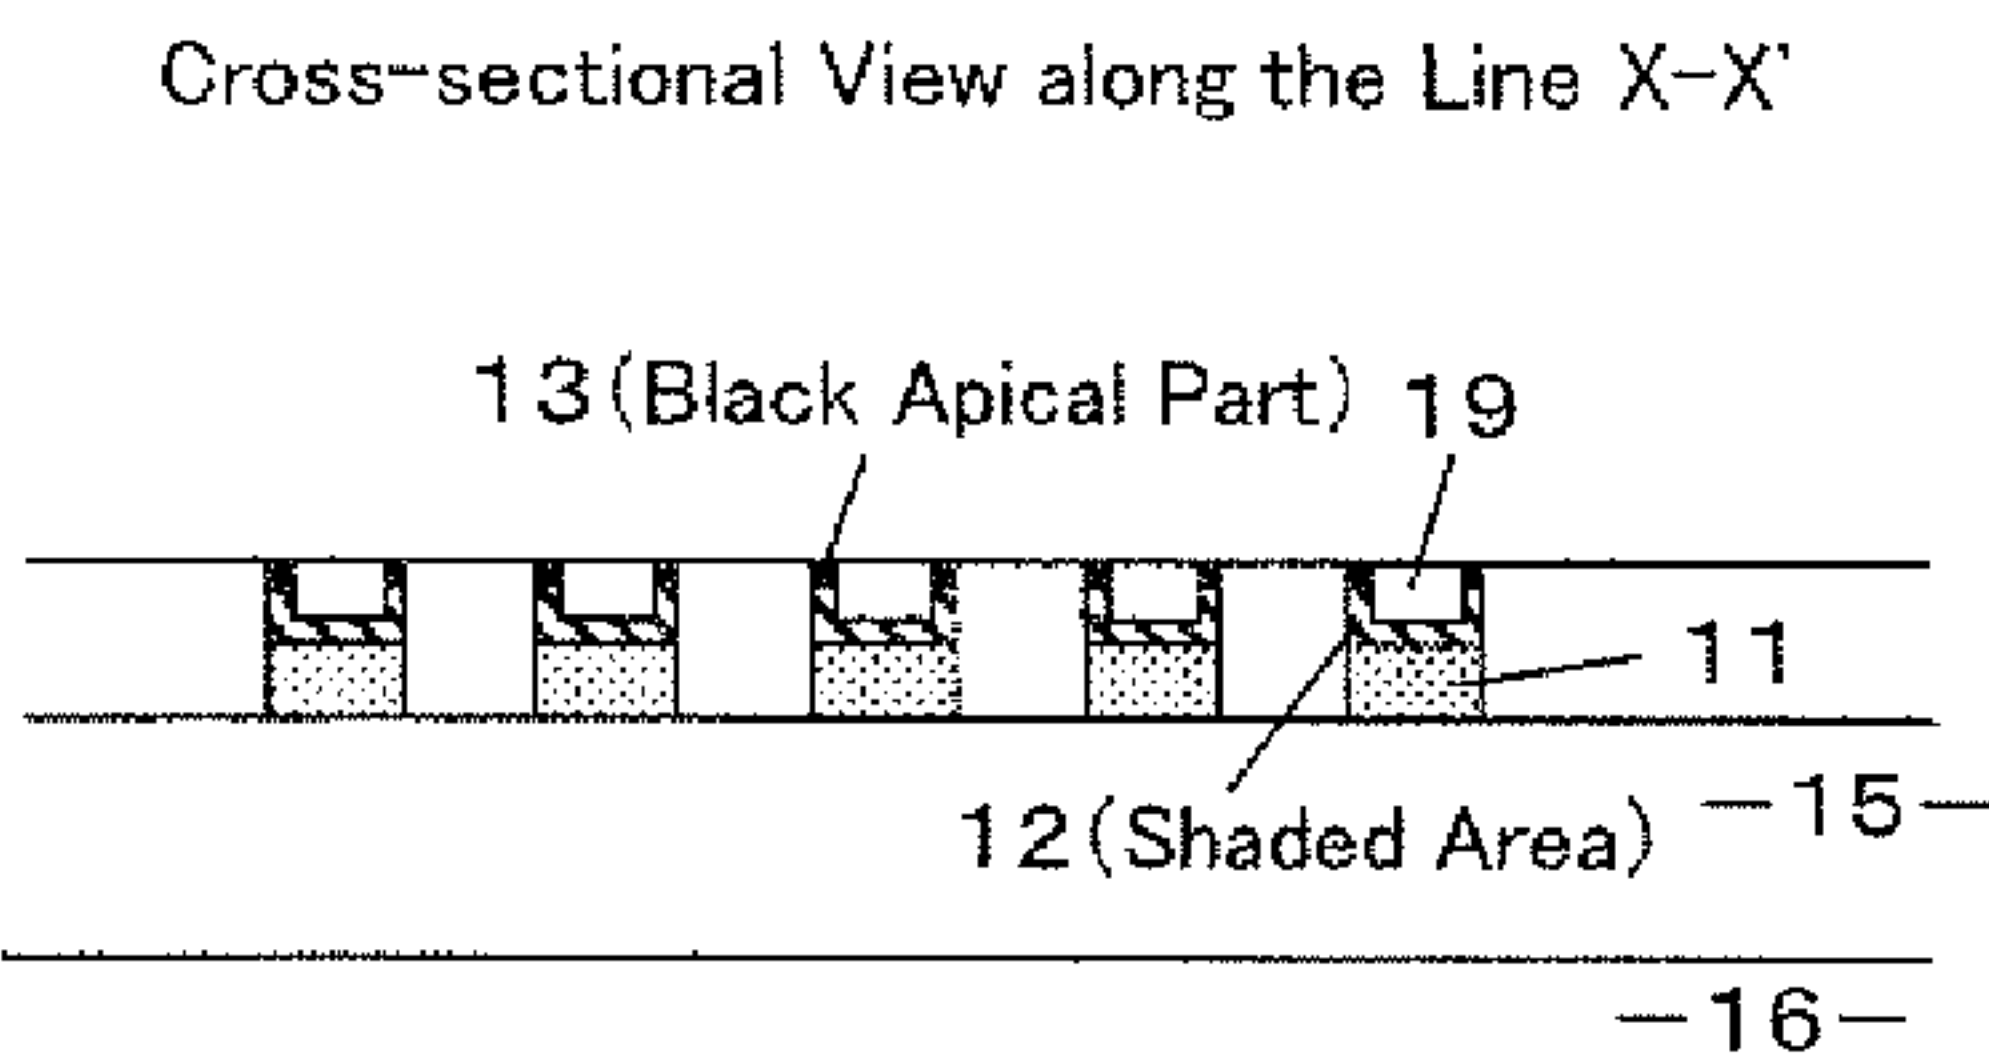 Cross-sectional View along the Line X-X'
13(Black Apical Part) 19
11
12(Shaded Area) -15-
-16-